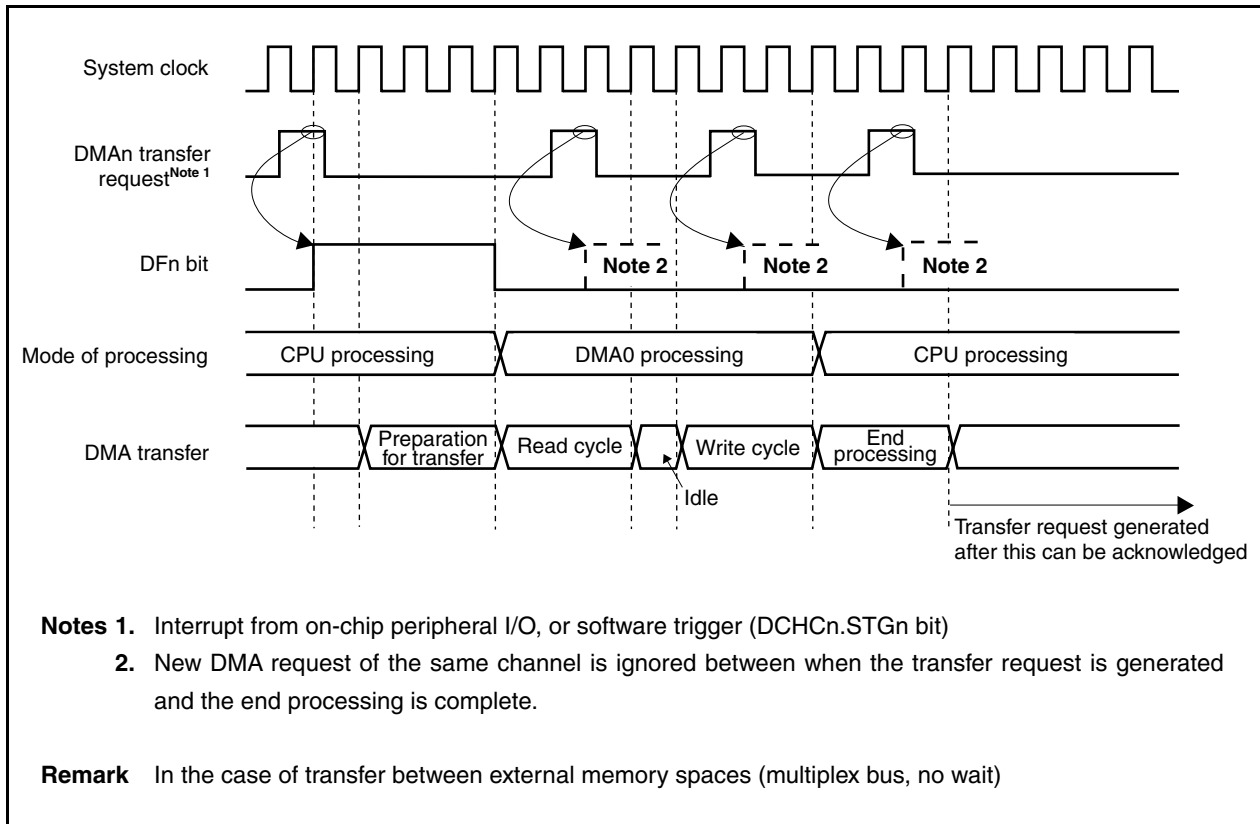 System clock
DMAn transfer
request Note 1
DFn bit
Note 2
Note 2
Note 2
Mode of processing
CPU processing
DMA0 processing
CPU processing
DMA transfer
Preparation
for transfer
Read cycle
Idle
Write cycle
End
processing
Transfer request generated
after this can be acknowledged
Notes 1. Interrupt from on-chip peripheral I/O, or software trigger (DCHCn.STGn bit)
2. New DMA request of the same channel is ignored between when the transfer request is generated
and the end processing is complete.
Remark In the case of transfer between external memory spaces (multiplex bus, no wait)